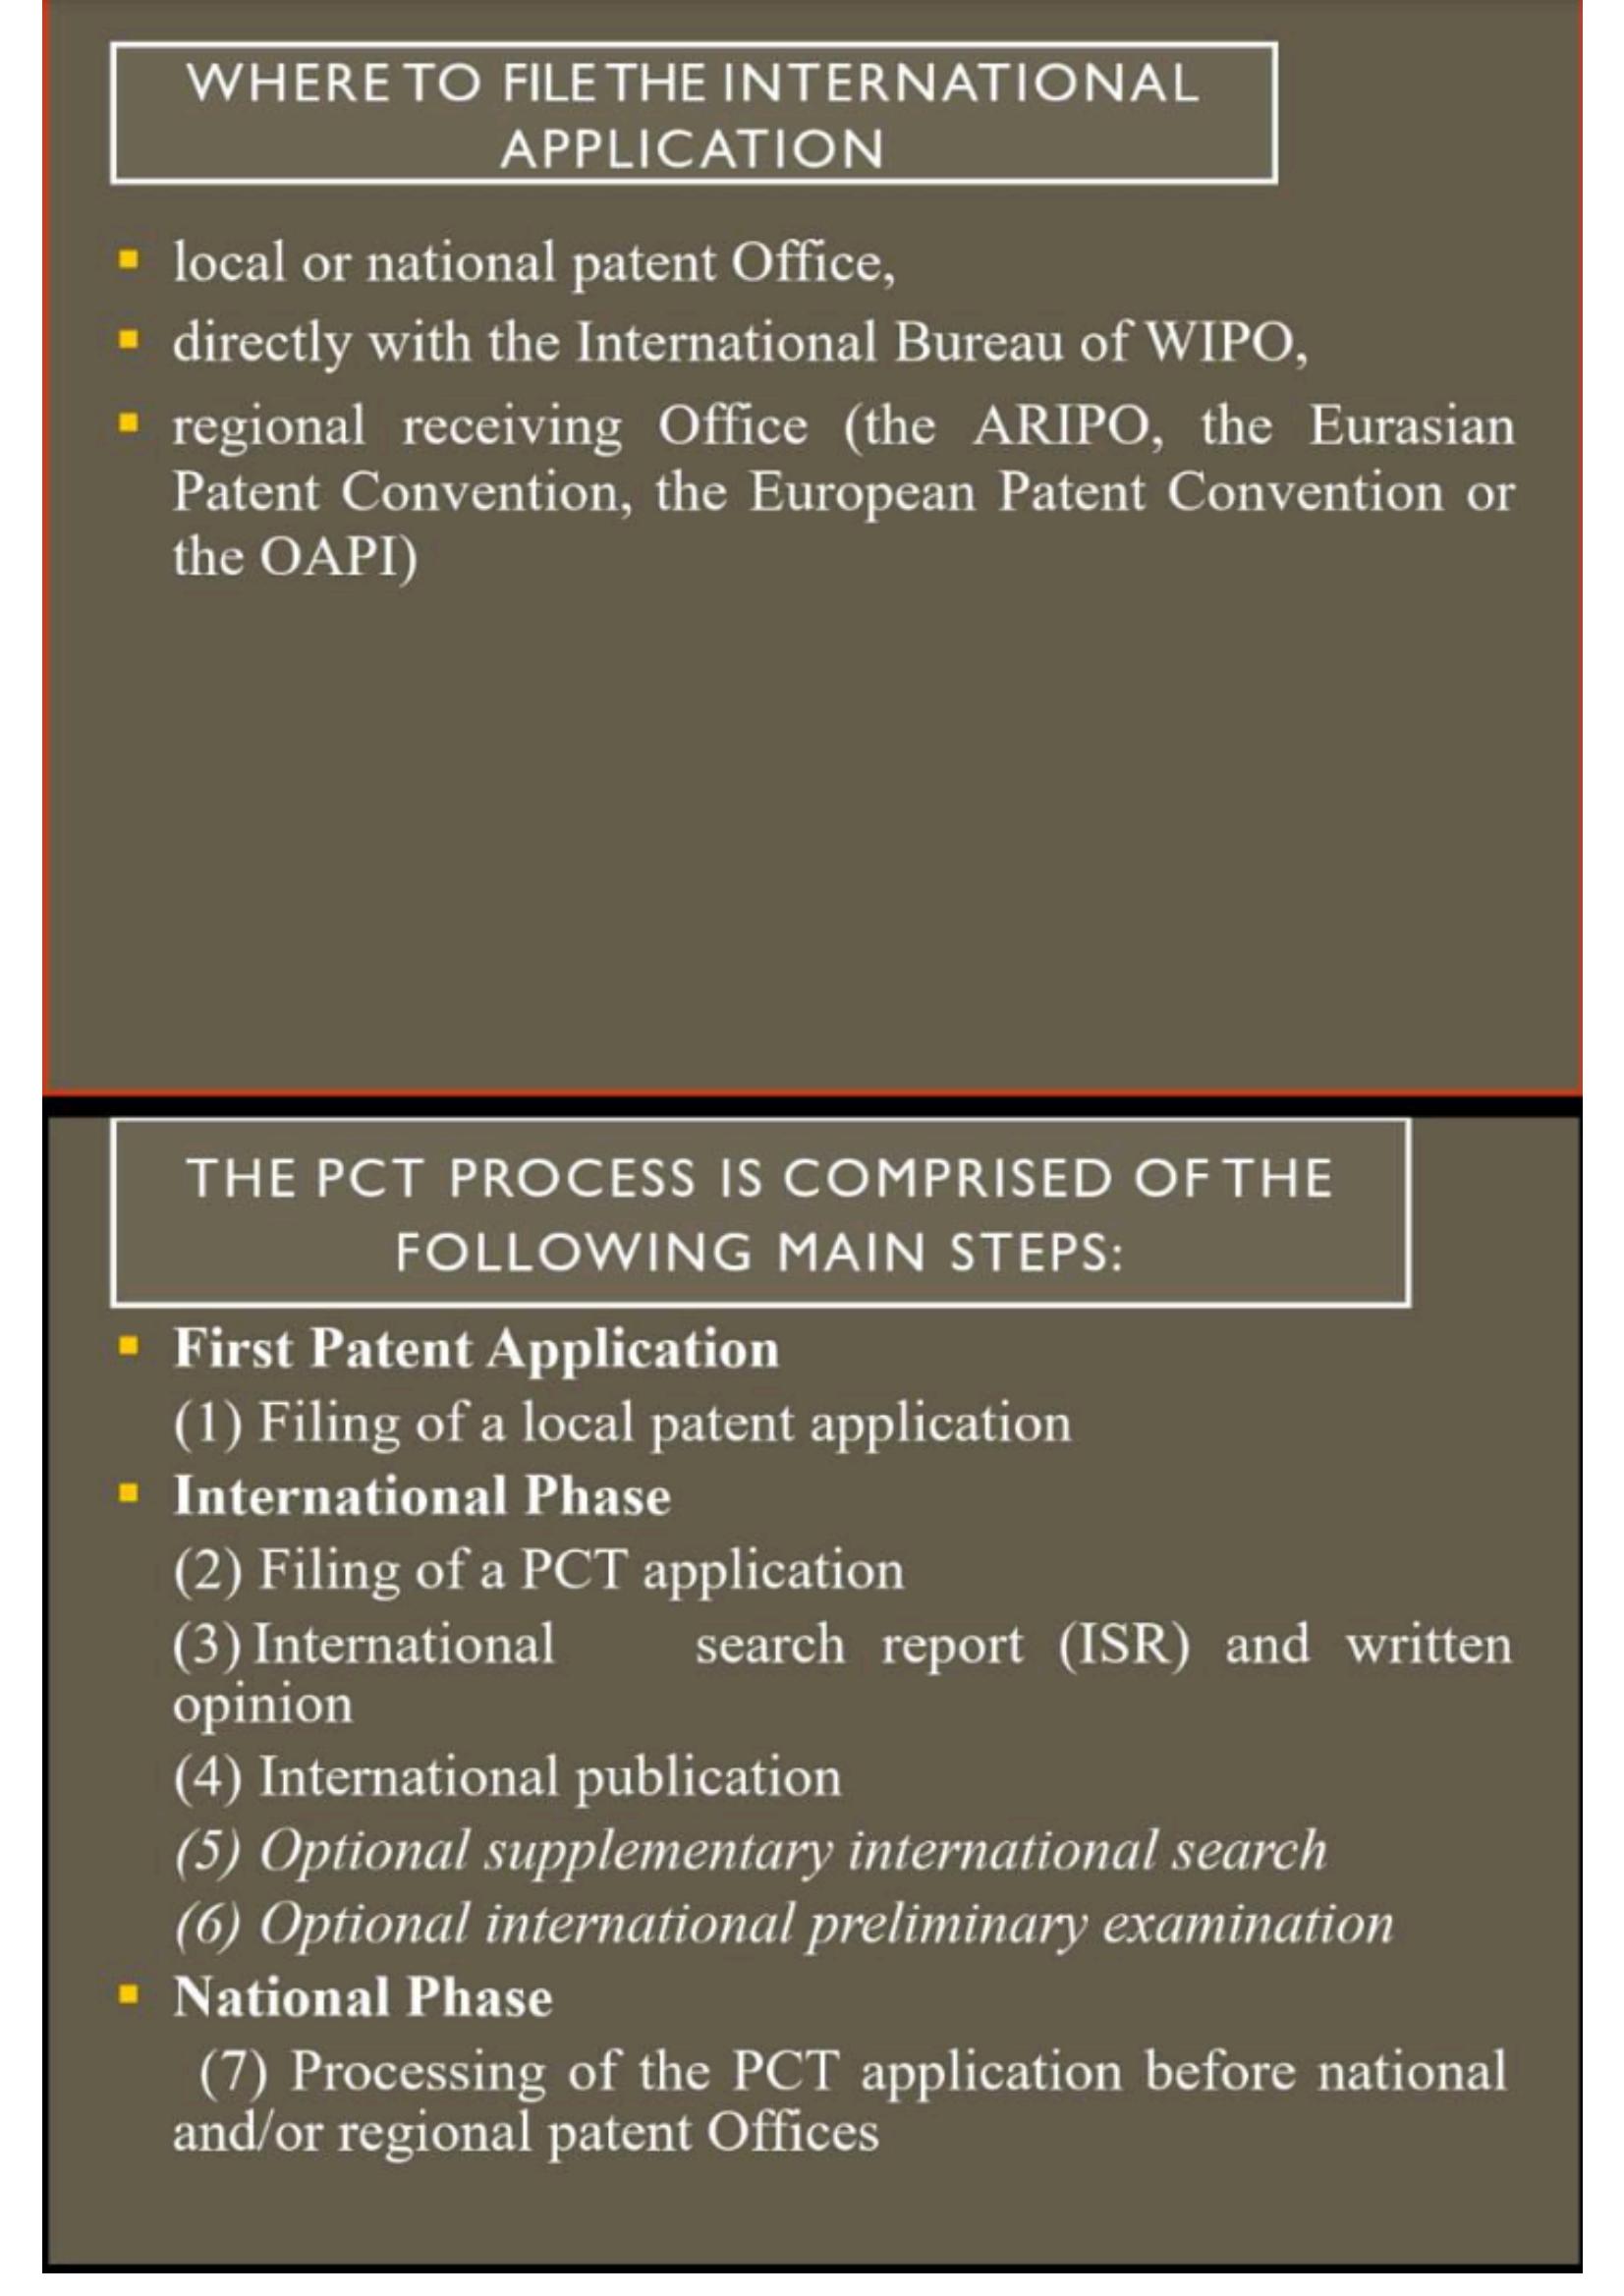 WHERE TO FILE THE INTERNATIONAL
APPLICATION
local or national patent Office,
directly with the International Bureau of WIPO,
regional receiving Office (the ARIPO, the Eurasian
Patent Convention, the European Patent Convention or
the OAPI)
THE PCT PROCESS IS COMPRISED OF THE
FOLLOWING MAIN STEPS:
First Patent Application
(1) Filing of a local patent application
International Phase
(2) Filing of a PCT application
(3) International search report (ISR) and written
opinion
(4) International publication
(5) Optional supplementary international search
(6) Optional international preliminary examination
National Phase
(7) Processing of the PCT application before national
and/or regional patent Offices